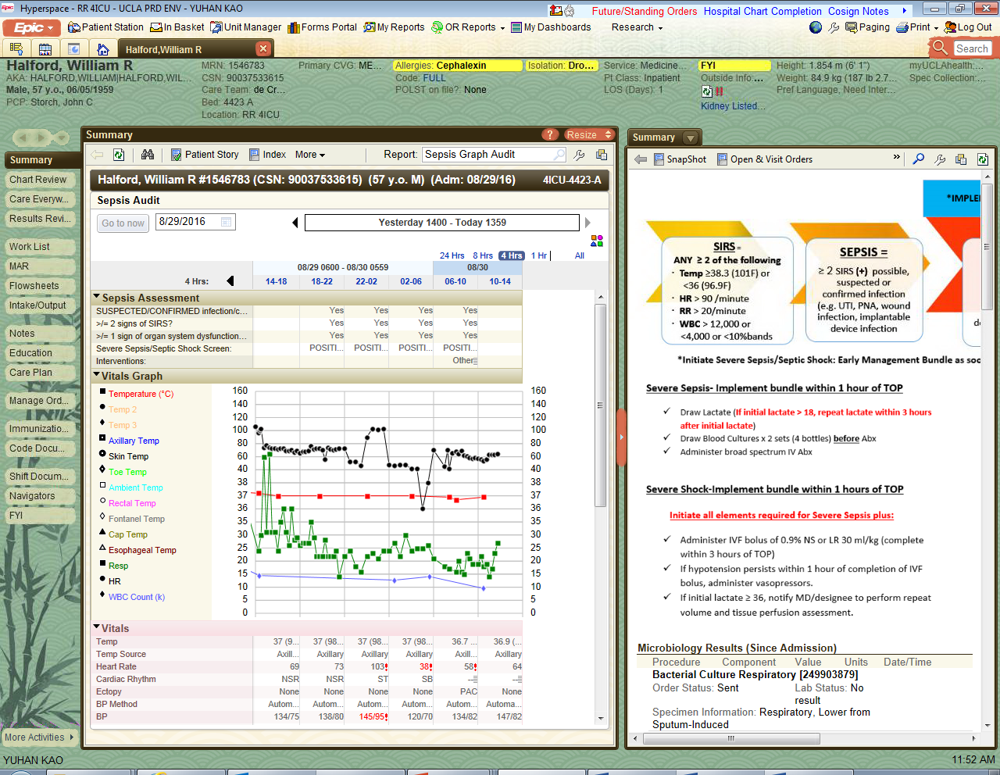 Hyperspace - RR 4ICU - UCLA PRD ENV - YUHAN KAO
Future/Standing Orders Hospital Chart Completion Cosign Notes
Epic Patient Station In Basket Unit Manager Forms Portal My Reports OR Reports My Dashboards Research Paging Print Log Out
Halford,William R
Search
Halford, William R
AKA: HALFORD,WILLIAM|HALFORD,WIL...
Male, 57 y.o., 06/05/1959
PCP: Storch, John C
MRN: 1546783
CSN: 90037533615
Care Team: de Cr...
Bed: 4423 A
Location: RR 4ICU
Primary CVG: ME...
Allergies: Cephalexin
Code: FULL
POLST on file?: None
Isolation: Dro...
Service: Medicine...
Pt Class: Inpatient
LOS (Days): 1
FYI
Outside Info:...
Kidney Listed...
Height: 1.854 m (6' 1")
Weight: 84.9 kg (187 lb 2.7...
Pref Language, Need Inter...
myUCLAhealth:...
Spec Collection:...
Summary
Chart Review
Care Everyw...
Results Revi...
Work List
MAR
Flowsheets
Intake/Output
Notes
Education
Care Plan
Manage Ord...
Immunizatio...
Code Docu...
Shift Docum...
Navigators
FYI
More Activities
Summary
? Resize
Patient Story Index More Report: Sepsis Graph Audit
Halford, William R #1546783 (CSN: 90037533615) (57 y.o. M) (Adm: 08/29/16) 4ICU-4423-A
Sepsis Audit
Go to now 8/29/2016 Yesterday 1400 - Today 1359
24 Hrs 8 Hrs 4 Hrs 1 Hr All
08/29 0600 - 08/30 0559 08/30
4 Hrs: 14-18 18-22 22-02 02-06 06-10 10-14
Sepsis Assessment
SUSPECTED/CONFIRMED infection/c... Yes Yes Yes Yes
>/= 2 signs of SIRS? Yes Yes Yes Yes
>/= 1 sign of organ system dysfunction... Yes Yes Yes Yes
Severe Sepsis/Septic Shock Screen: POSITI... POSITI... POSITI... POSITI...
Interventions: Other
Vitals Graph
Temperature (°C)
Temp 2
Temp 3
Axillary Temp
Skin Temp
Toe Temp
Ambient Temp
Rectal Temp
Fontanel Temp
Cag Temp
Esophageal Temp
Resp
HR
WBC Count (k)
160 160
140 140
120 120
100 100
80 80
60 60
40 40
38 38
37 37
36 36
35 35
30 30
25 25
20 20
15 15
10 10
5 5
0 0
Vitals
Temp 37 (9... 37 (98... 37 (98... 37 (98... 36.7 ... 36.9 (...
Temp Source Axill... Axillary Axillary Axillary Axill... Axillary
Heart Rate 69 73 103! 38! 58! 64
Cardiac Rhythm NSR NSR ST SB -- --
Ectopy None None None None PAC None
BP Method Autom... Autom... Autom... Autom... Autom... Automa...
BP 134/75 138/80 145/95! 120/70 134/82 147/82
Summary
SnapShot Open & Visit Orders »
*IMPLEI
SIRS =
ANY ≥ 2 of the following
· Temp ≥38.3 (101F) or
<36 (96.9F)
· HR > 90 /minute
· RR > 20/minute
· WBC > 12,000 or
<4,000 or <10%bands
SEPSIS =
≥ 2 SIRS (+) possible,
suspected or
confirmed infection
(e.g. UTI, PNA, wound
infection, implantable
device infection
d
*Initiate Severe Sepsis/Septic Shock: Early Management Bundle as soo
Severe Sepsis- Implement bundle within 1 hour of TOP
✓ Draw Lactate (If initial lactate > 18, repeat lactate within 3 hours
after initial lactate)
✓ Draw Blood Cultures x 2 sets (4 bottles) before Abx
✓ Administer broad spectrum IV Abx
Severe Shock-Implement bundle within 1 hours of TOP
Initiate all elements required for Severe Sepsis plus:
✓ Administer IVF bolus of 0.9% NS or LR 30 ml/kg (complete
within 3 hours of TOP)
✓ If hypotension persists within 1 hour of completion of IVF
bolus, administer vasopressors.
✓ If initial lactate ≥ 36, notify MD/designee to perform repeat
volume and tissue perfusion assessment.
Microbiology Results (Since Admission)
Procedure Component Value Units Date/Time
Bacterial Culture Respiratory [249903879]
Order Status: Sent Lab Status: No
result
Specimen Information: Respiratory, Lower from
Sputum-Induced
YUHAN KAO 11:52 AM